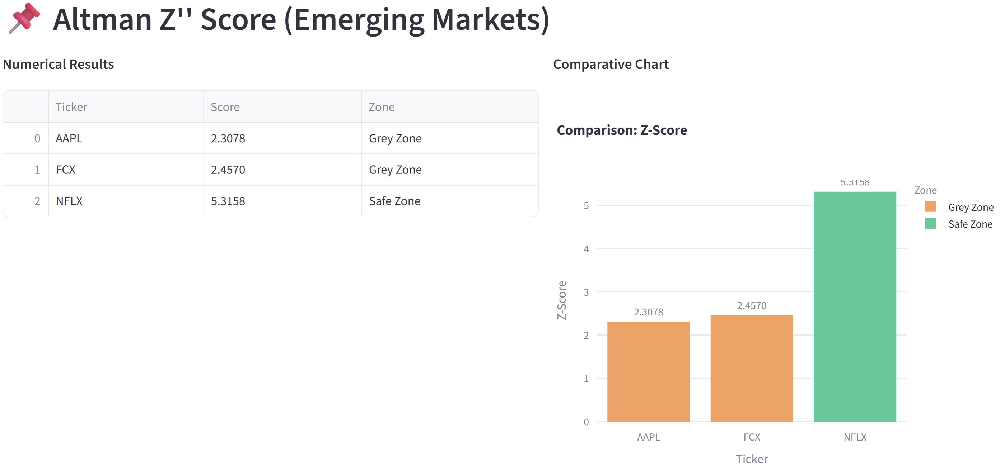 Altman Z'' Score (Emerging Markets)
Numerical Results
Ticker Score Zone
0 AAPL 2.3078 Grey Zone
1 FCX 2.4570 Grey Zone
2 NFLX 5.3158 Safe Zone
Comparative Chart
Comparison: Z-Score
5.3158
2.3078
2.4570
Z-Score
5
4
3
2
1
0
AAPL FCX NFLX
Ticker
Zone
Grey Zone
Safe Zone